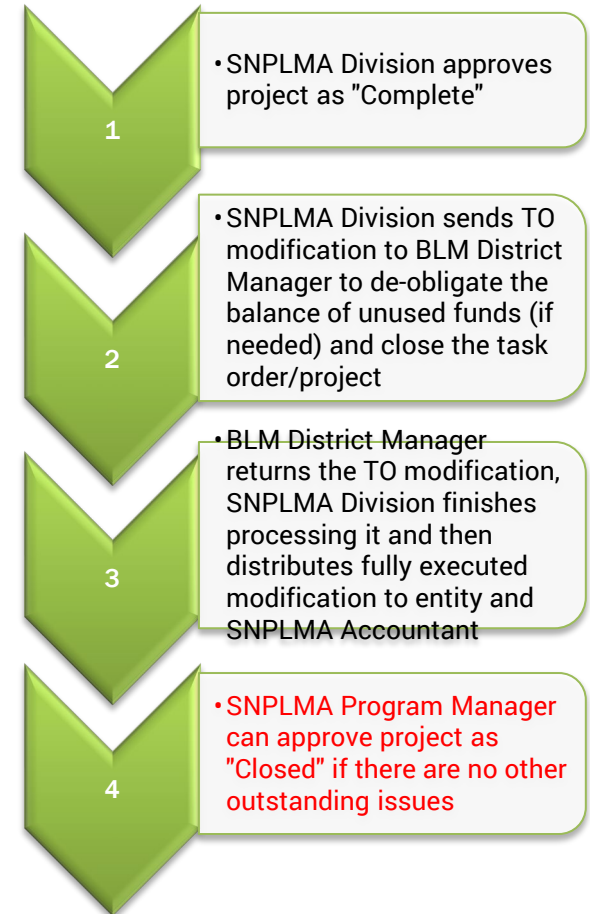 1
• SNPLMA Division approves
project as "Complete"
2
• SNPLMA Division sends TO
modification to BLM District
Manager to de-obligate the
balance of unused funds (if
needed) and close the task
order/project
3
• BLM District Manager
returns the TO modification,
SNPLMA Division finishes
processing it and then
distributes fully executed
modification to entity and
SNPLMA Accountant
4
• SNPLMA Program Manager
can approve project as
"Closed" if there are no other
outstanding issues